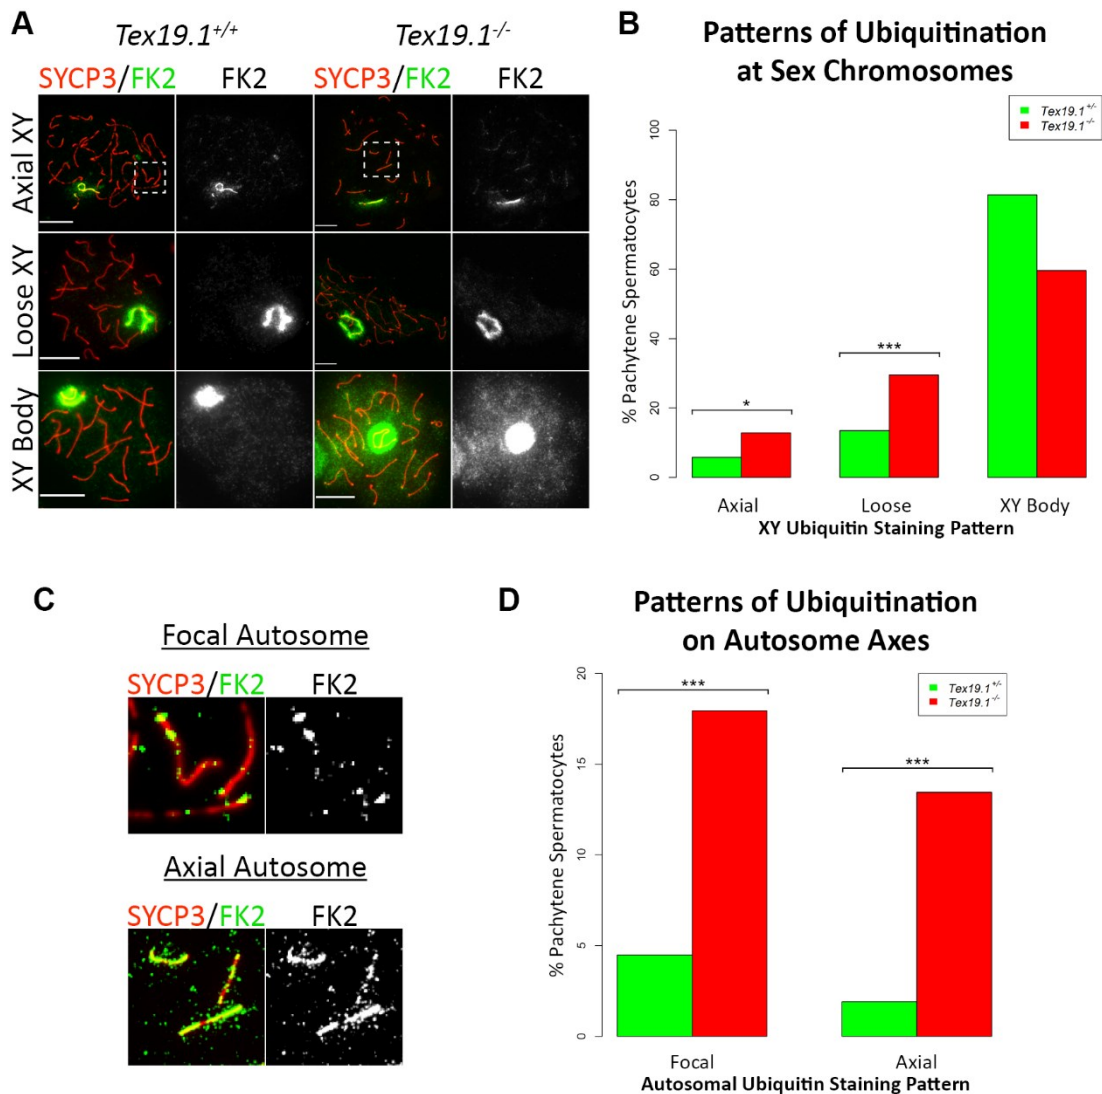 A
Tex19.1+/+
Tex19.1-/-
SYCP3/FK2
FK2
SYCP3/FK2
FK2
Axial XY
Loose XY
XY Body
B
Patterns of Ubiquitination
at Sex Chromosomes
Tex19.1+/-
Tex19.1-/-
% Pachytene Spermatocytes
100
80
60
40
20
0
*
***
Axial
Loose
XY Body
XY Ubiquitin Staining Pattern
C
Focal Autosome
SYCP3/FK2
FK2
Axial Autosome
SYCP3/FK2
FK2
D
Patterns of Ubiquitination
on Autosome Axes
Tex19.1+/-
Tex19.1-/-
% Pachytene Spermatocytes
20
15
10
5
0
***
***
Focal
Axial
Autosomal Ubiquitin Staining Pattern